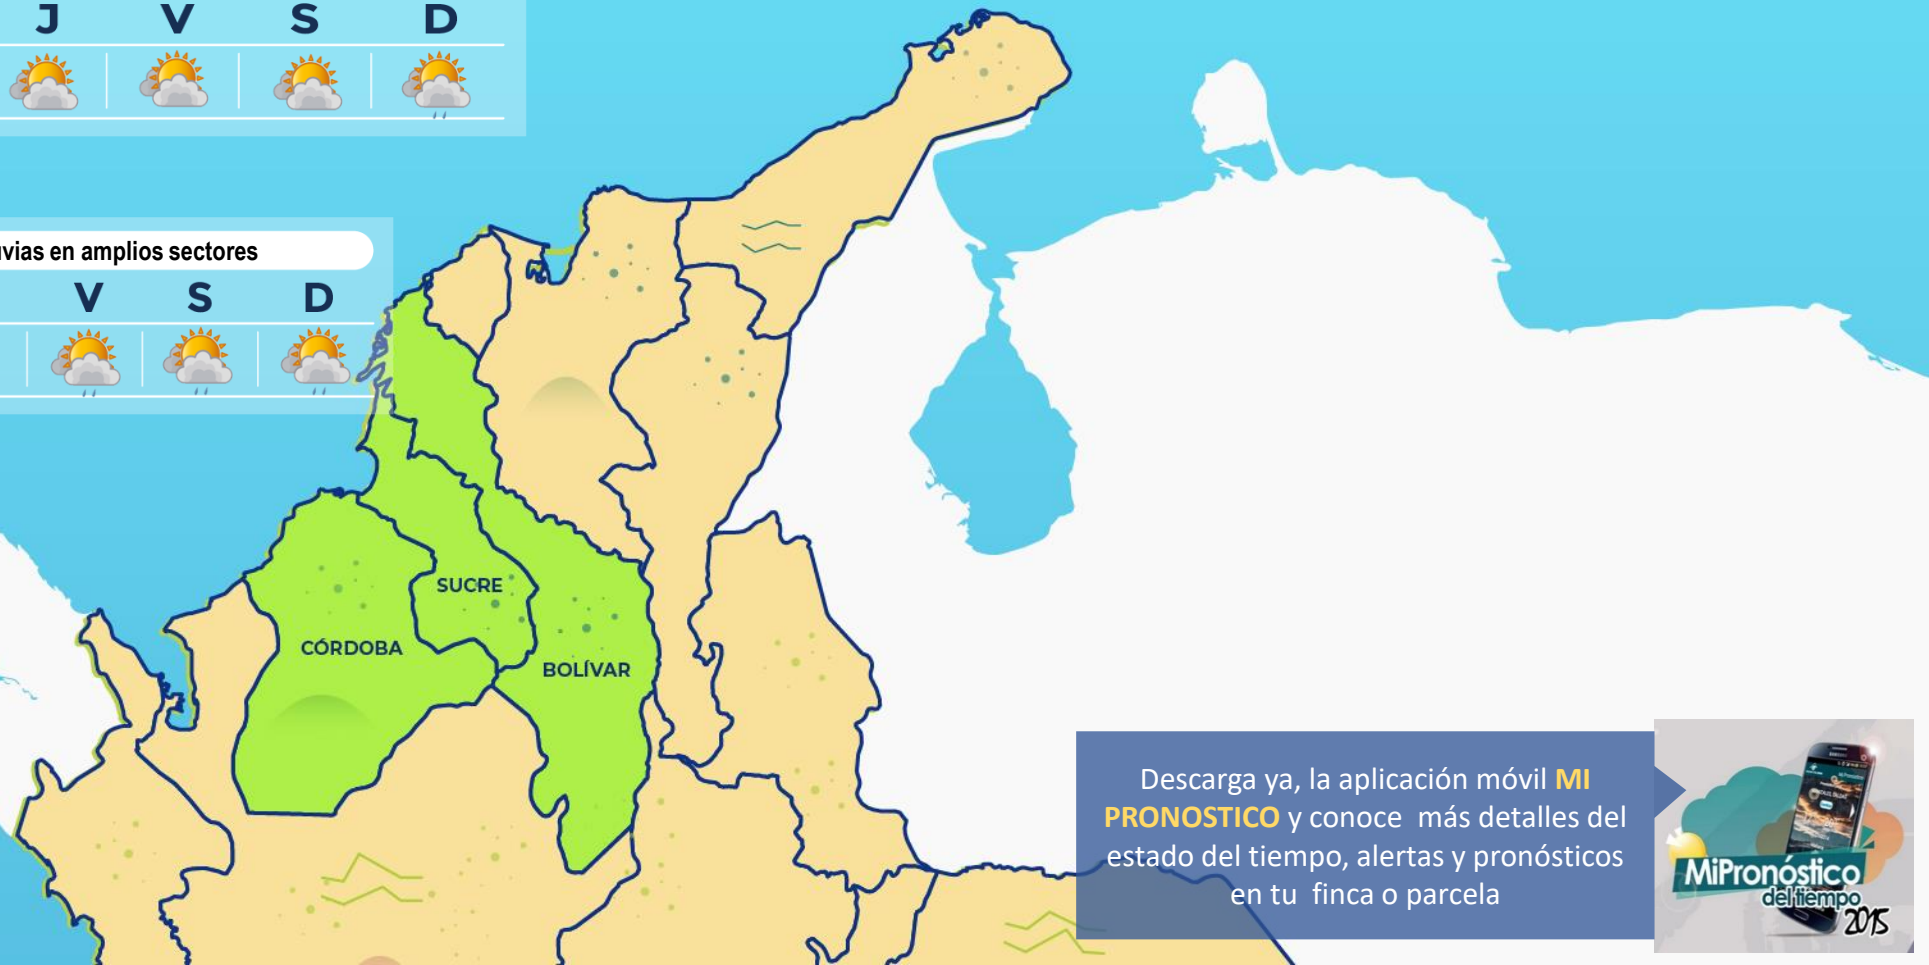 J V S D
vias en amplios sectores
V S D
SUCRE
CÓRDOBA
BOLÍVAR
Descarga ya, la aplicación móvil MI
PRONOSTICO y conoce más detalles del
estado del tiempo, alertas y pronósticos
en tu finca o parcela
MiPronóstico
del tiempo
2015